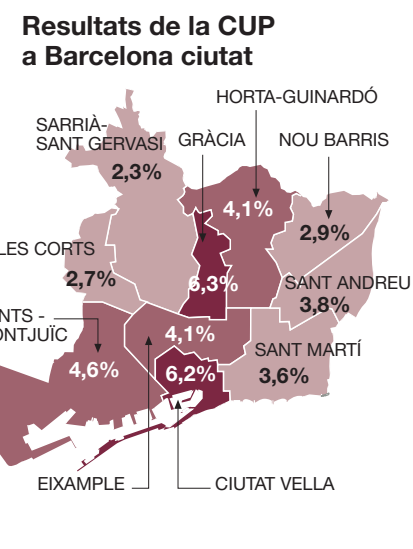 Resultats de la CUP
a Barcelona ciutat
HORTA-GUINARDÓ
SARRIÀ-
SANT GERVASI
GRÀCIA
NOU BARRIS
2,3%
4,1%
2,9%
LES CORTS
2,7%
6,3%
SANT ANDREU
3,8%
NTS -
ONTJUÏC
4,1%
SANT MARTÍ
4,6%
6,2%
3,6%
EIXAMPLE
CIUTAT VELLA